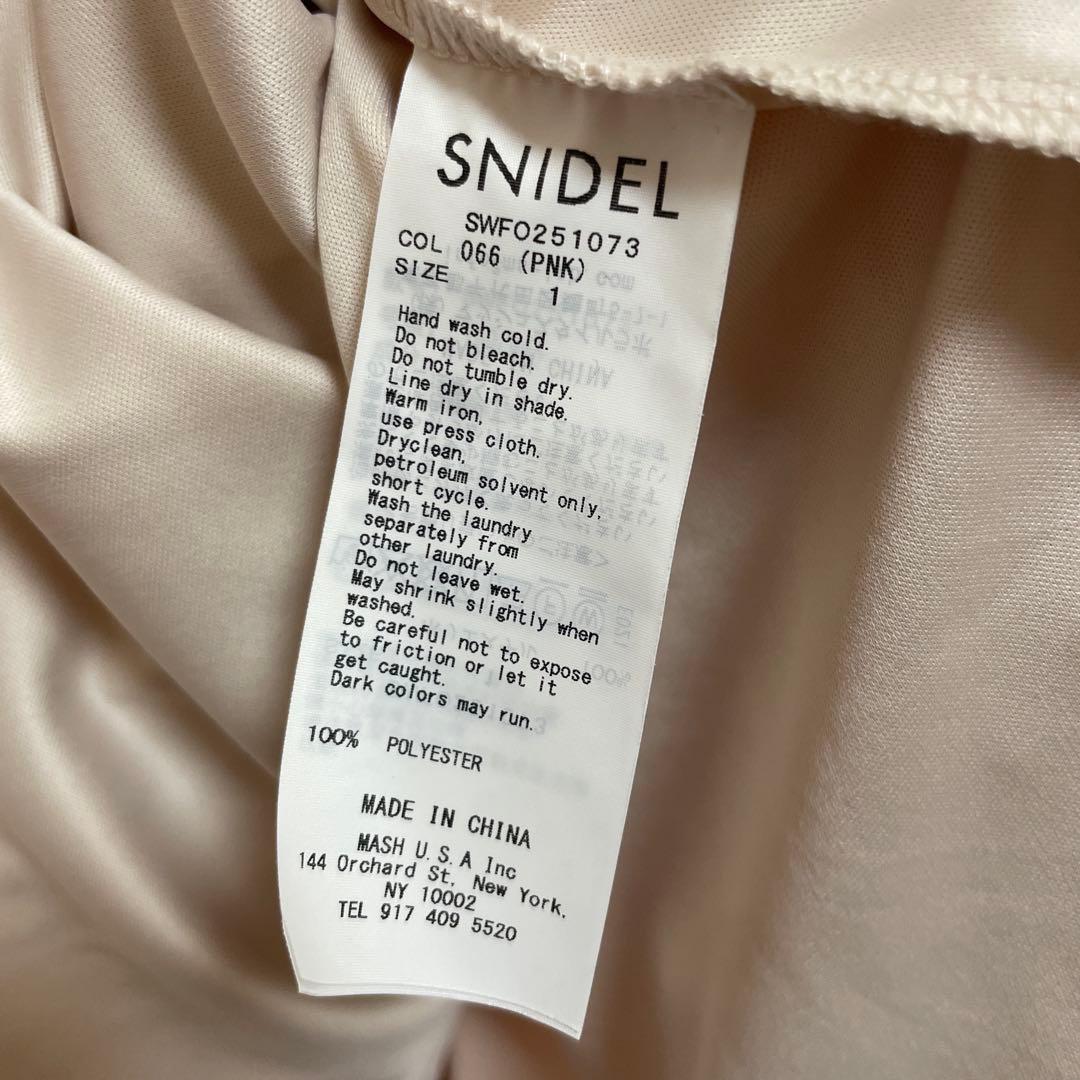 SNIDEL
SWFO251073
COL 066 (PNK)
SIZE 1
Hand wash cold.
Do not bleach.
Do not tumble dry.
Line dry in shade.
Warm iron,
use press cloth.
Dryclean,
petroleum solvent only,
short cycle.
Wash the laundry
separately from
other laundry.
Do not leave wet.
May shrink slightly when
washed.
Be careful not to expose
to friction or let it
get caught.
Dark colors may run.
100% POLYESTER
MADE IN CHINA
MASH U.S.A Inc
144 Orchard St, New York,
NY 10002
TEL 917 409 5520